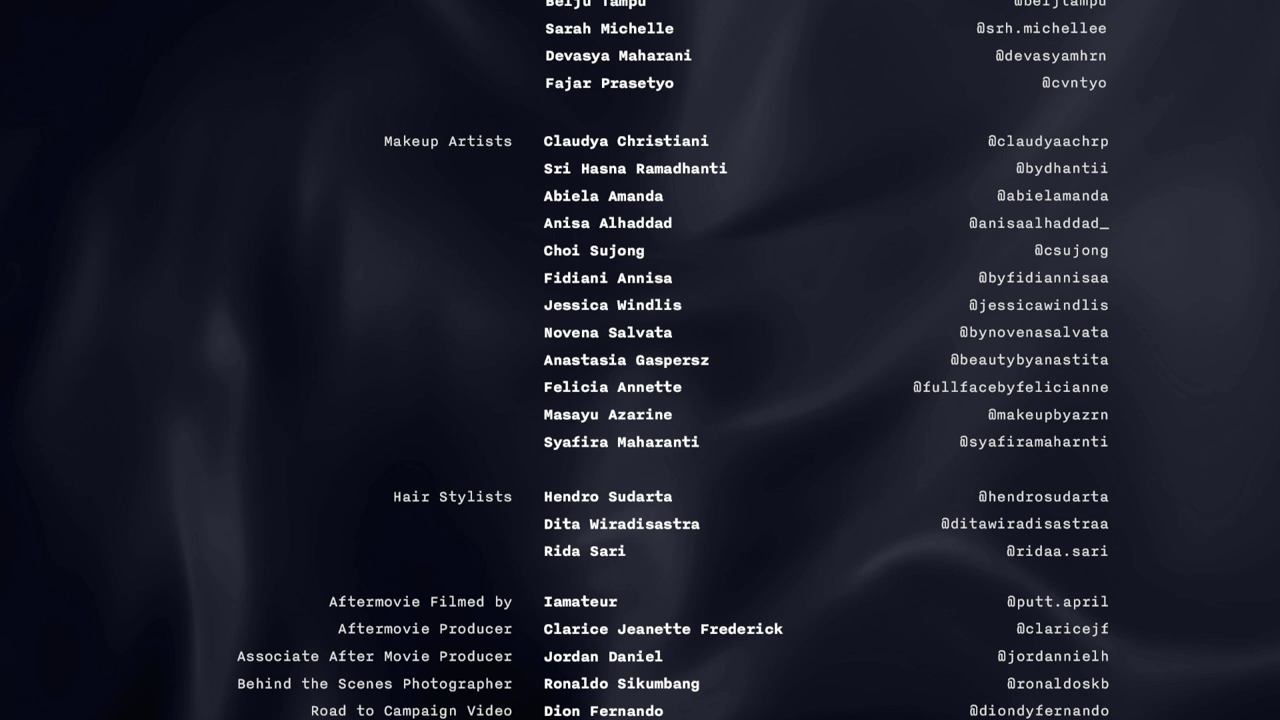 Beiju Tampu @beijtampu
Sarah Michelle @srh.michellee
Devasya Maharani @devasyamhrn
Fajar Prasetyo @cvntyo
Makeup Artists Claudya Christiani @claudyaachrp
Sri Hasna Ramadhanti @bydhantii
Abiela Amanda @abielamanda
Anisa Alhaddad @anisaalhaddad_
Choi Sujong @csujong
Fidiani Annisa @byfidiannisaa
Jessica Windlis @jessicawindlis
Novena Salvata @bynovenasalvata
Anastasia Gaspersz @beautybyanastita
Felicia Annette @fullfacebyfelicianne
Masayu Azarine @makeupbyazrn
Syafira Maharanti @syafiramaharnti
Hair Stylists Hendro Sudarta @hendrosudarta
Dita Wiradisastra @ditawiradisastraa
Rida Sari @ridaa.sari
Aftermovie Filmed by Iamateur @putt.april
Aftermovie Producer Clarice Jeanette Frederick @claricejf
Associate After Movie Producer Jordan Daniel @jordannielh
Behind the Scenes Photographer Ronaldo Sikumbang @ronaldoskb
Road to Campaign Video Dion Fernando @diondyfernando